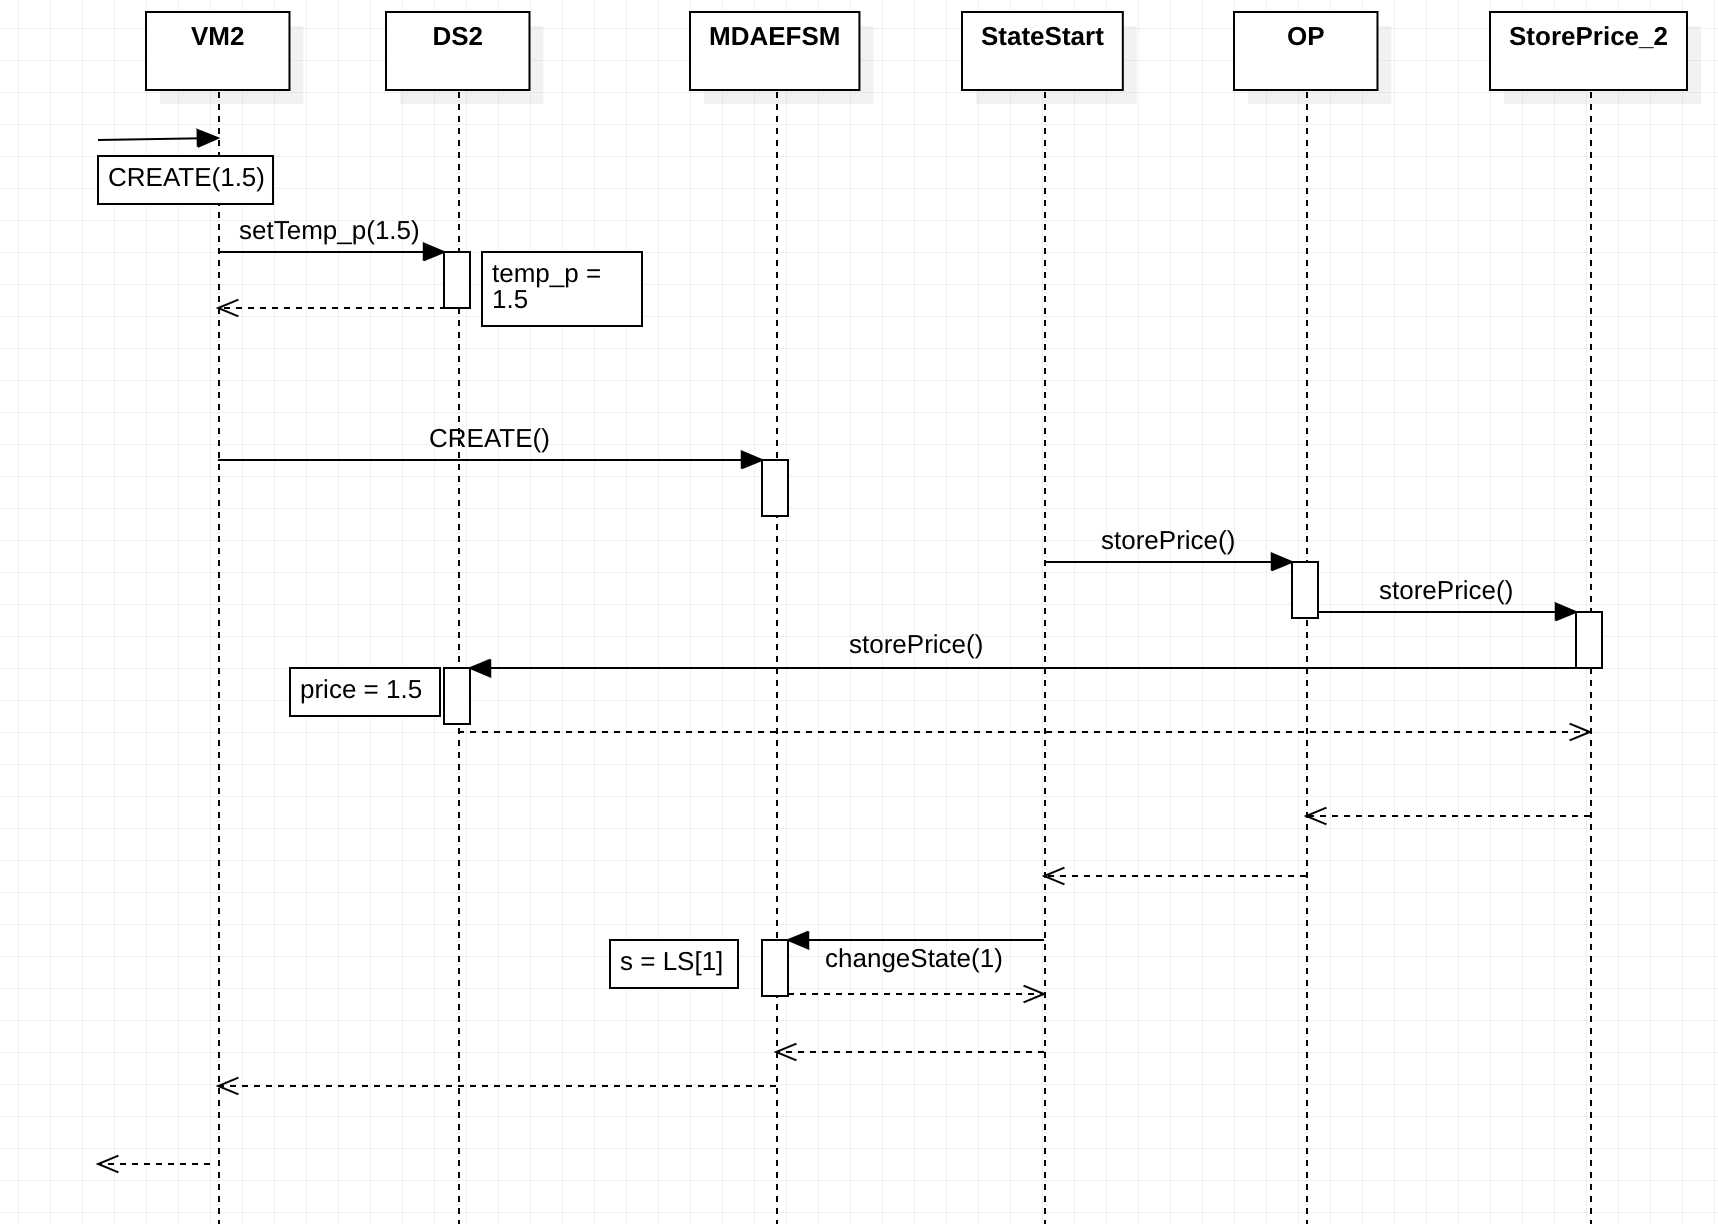 VM2
DS2
MDAEFSM
StateStart
OP
StorePrice_2
CREATE(1.5)
setTemp_p(1.5)
temp_p =
1.5
CREATE()
storePrice()
storePrice()
storePrice()
price = 1.5
s = LS[1]
changeState(1)